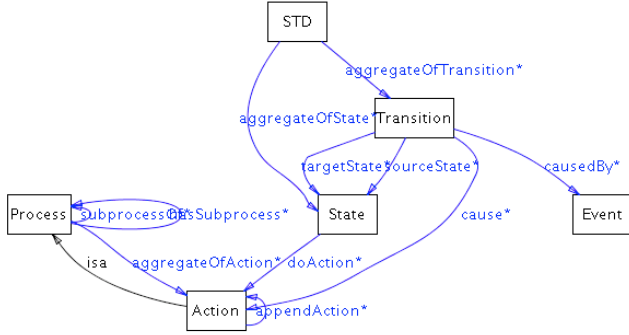 STD
aggregateOfTransition*
aggregateOfState*
Transition
targetState*
sourceState*
causedBy*
Process
subprocessOf*
hasSubprocess*
State
cause*
Event
isa
aggregateOfAction*
doAction*
Action
appendAction*